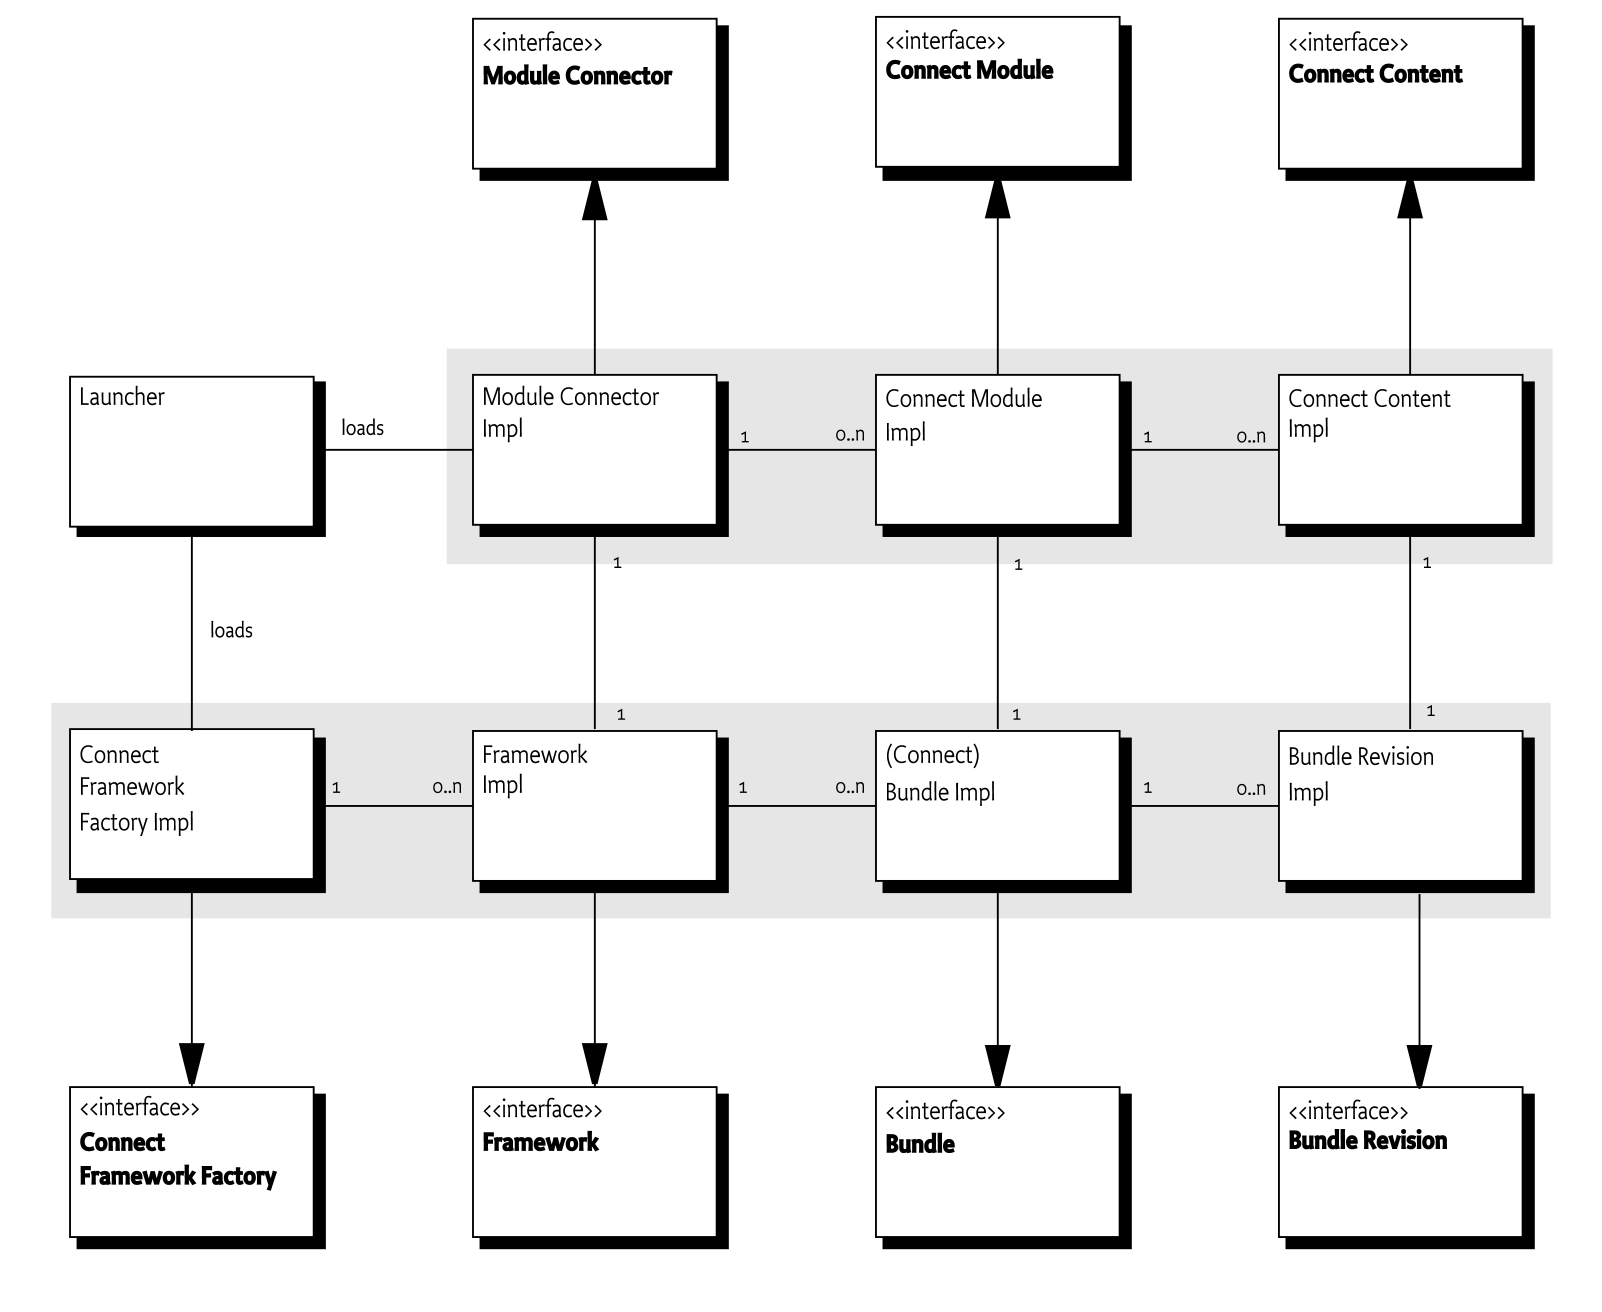 <<interface>>
Module Connector
<<interface>>
Connect Module
<<interface>>
Connect Content
Launcher
loads
Module Connector
Impl
1
0..n
Connect Module
Impl
1
0..n
Connect Content
Impl
1
1
1
loads
1
1
1
Connect
Framework
Factory Impl
1
0..n
Framework
Impl
1
0..n
(Connect)
Bundle Impl
1
0..n
Bundle Revision
Impl
<<interface>>
Connect
Framework Factory
<<interface>>
Framework
<<interface>>
Bundle
<<interface>>
Bundle Revision